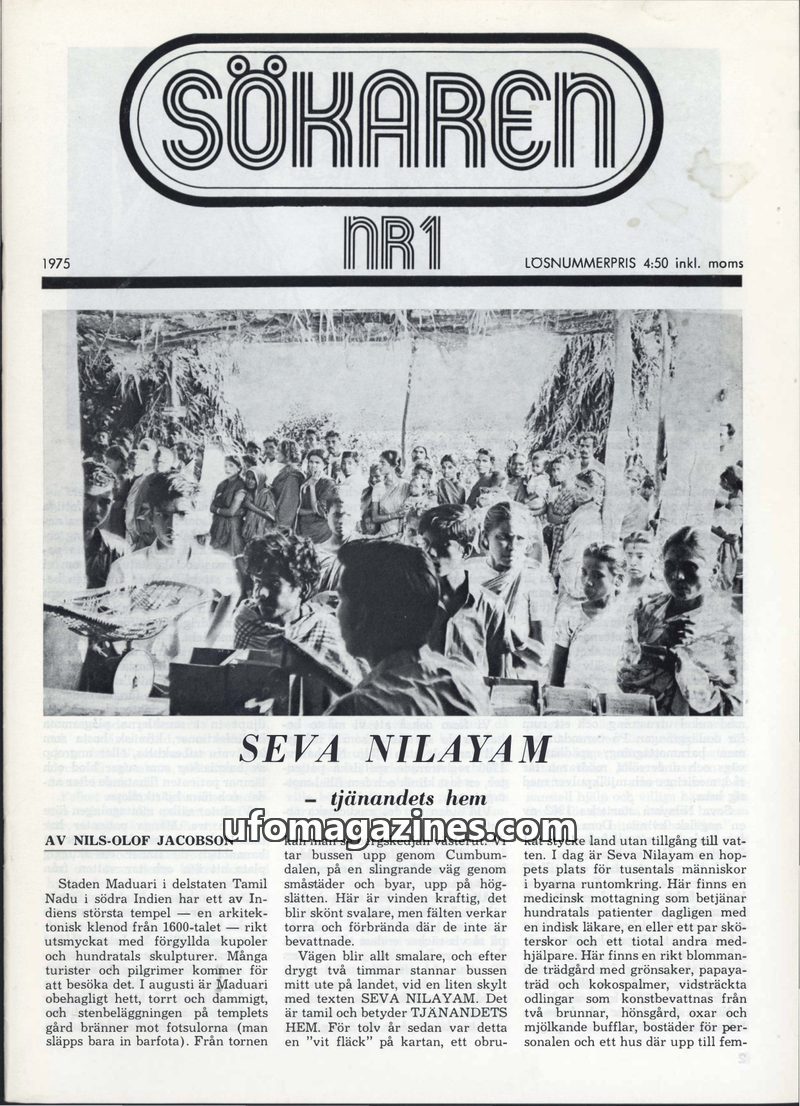 SÖKAREN
NR1
1975
LÖSNUMMERPRIS 4:50 inkl. moms
SEVA NILAYAM
– tjänandets hem
ufomagazines.com
AV NILS-OLOF JACOBSON
Staden Maduari i delstaten Tamil
Nadu i södra Indien har ett av In-
diens största tempel — en arkitek-
tonisk klenod från 1600-talet — rikt
utsmyckat med förgyllda kupoler
och hundratals skulpturer. Många
turister och pilgrimer kommer för
att besöka det. I augusti är Maduari
obehagligt hett, torrt och dammigt,
och stenbeläggningen på templets
gård bränner mot fotsulorna (man
släpps bara in barfota). Från tornen
kan man se bergskedjan västerut. Vi
tar bussen upp genom Cumbum-
dalen, på en slingrande väg genom
småstäder och byar, upp på hög-
slätten. Här är vinden kraftig, det
blir skönt svalare, men fälten verkar
torra och förbrända där de inte är
bevattnade.
Vägen blir allt smalare, och efter
drygt två timmar stannar bussen
mitt ute på landet, vid en liten skylt
med texten SEVA NILAYAM. Det
är tamil och betyder TJÄNANDETS
HEM. För tolv år sedan var detta
en "vit fläck" på kartan, ett obru-
kat stycke land utan tillgång till vat-
ten. I dag är Seva Nilayam en hop-
pets plats för tusentals människor
i byarna runtomkring. Här finns en
medicinsk mottagning som betjänar
hundratals patienter dagligen med
en indisk läkare, en eller ett par skö-
terskor och ett tiotal andra med-
hjälpare. Här finns en rikt blomman-
de trädgård med grönsaker, papaya-
träd och kokospalmer, vidsträckta
odlingar som konstbevattnas från
två brunnar, hönsgård, oxar och
mjölkande bufflar, bostäder för per-
sonalen och ett hus där upp till fem-